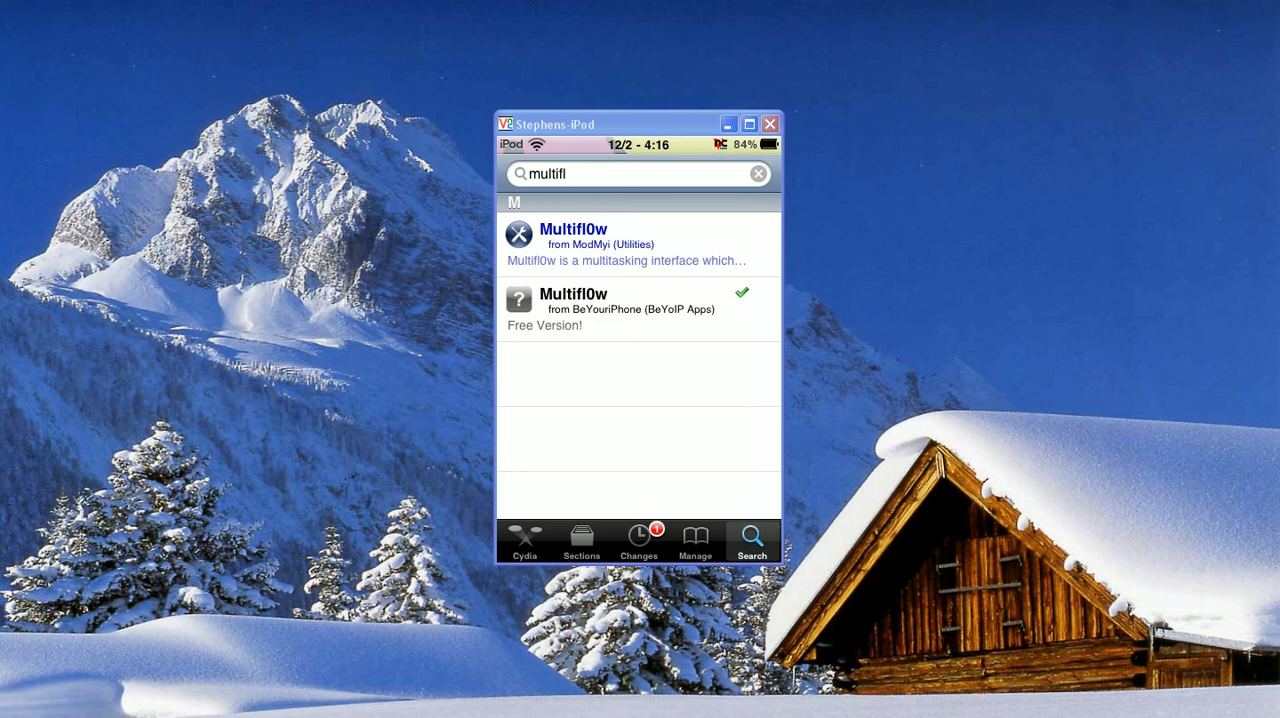 Stephens-iPod
iPod 12/2 - 4:16 84%
multifl
M
Multifl0w
from ModMyi (Utilities)
Multifl0w is a multitasking interface which…
Multifl0w
from BeYouriPhone (BeYoIP Apps)
Free Version!
1
Cydia Sections Changes Manage Search